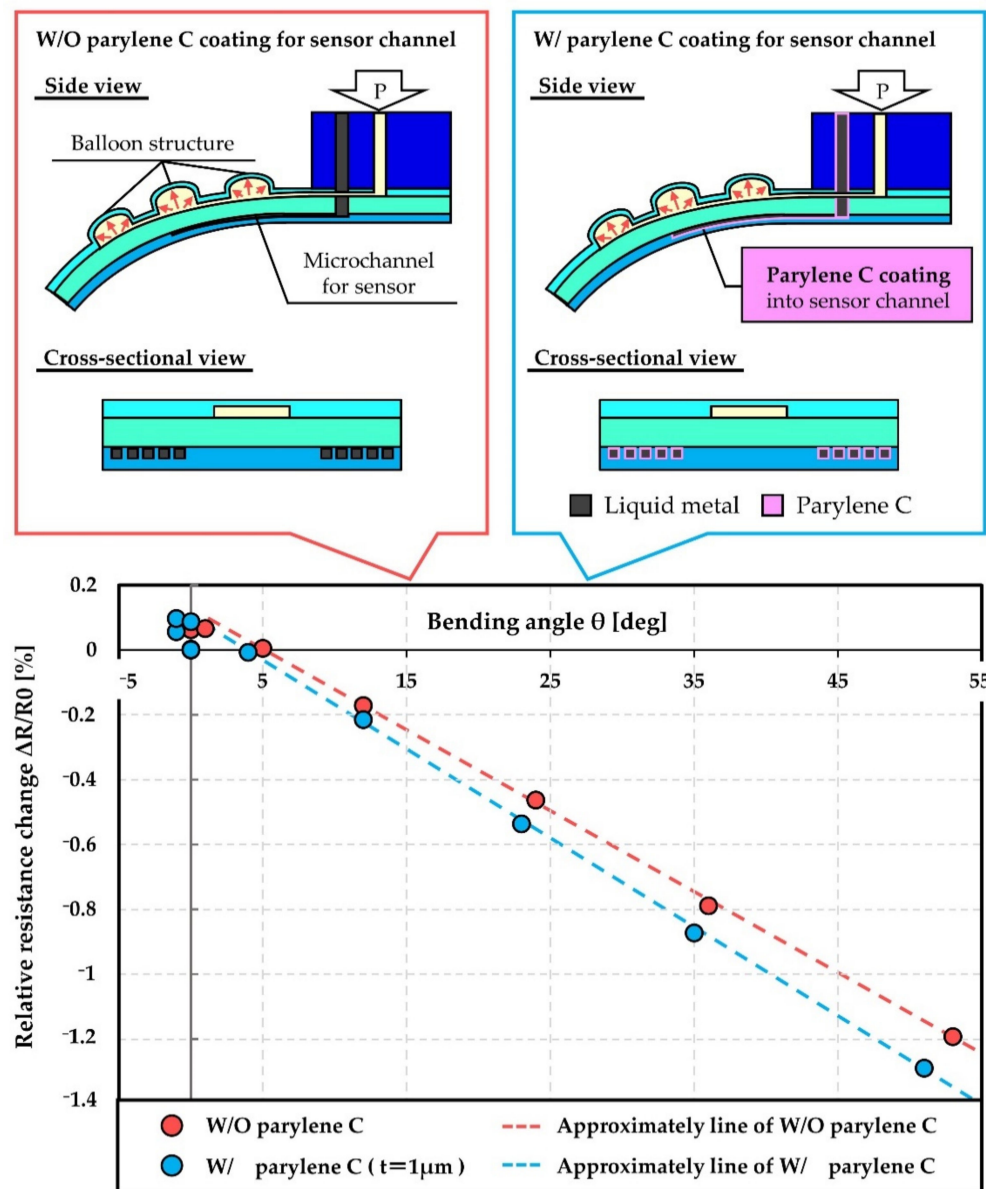 W/O parylene C coating for sensor channel
Side view
P
Balloon structure
Microchannel
for sensor
Cross-sectional view
W/ parylene C coating for sensor channel
Side view
P
Parylene C coating
into sensor channel
Cross-sectional view
Liquid metal
Parylene C
Bending angle θ [deg]
Relative resistance change ΔR/R0 [%]
0.2
0
-0.2
-0.4
-0.6
-0.8
-1
-1.2
-1.4
-5
5
15
25
35
45
55
W/O parylene C
Approximately line of W/O parylene C
W/ parylene C ( t=1μm )
Approximately line of W/ parylene C